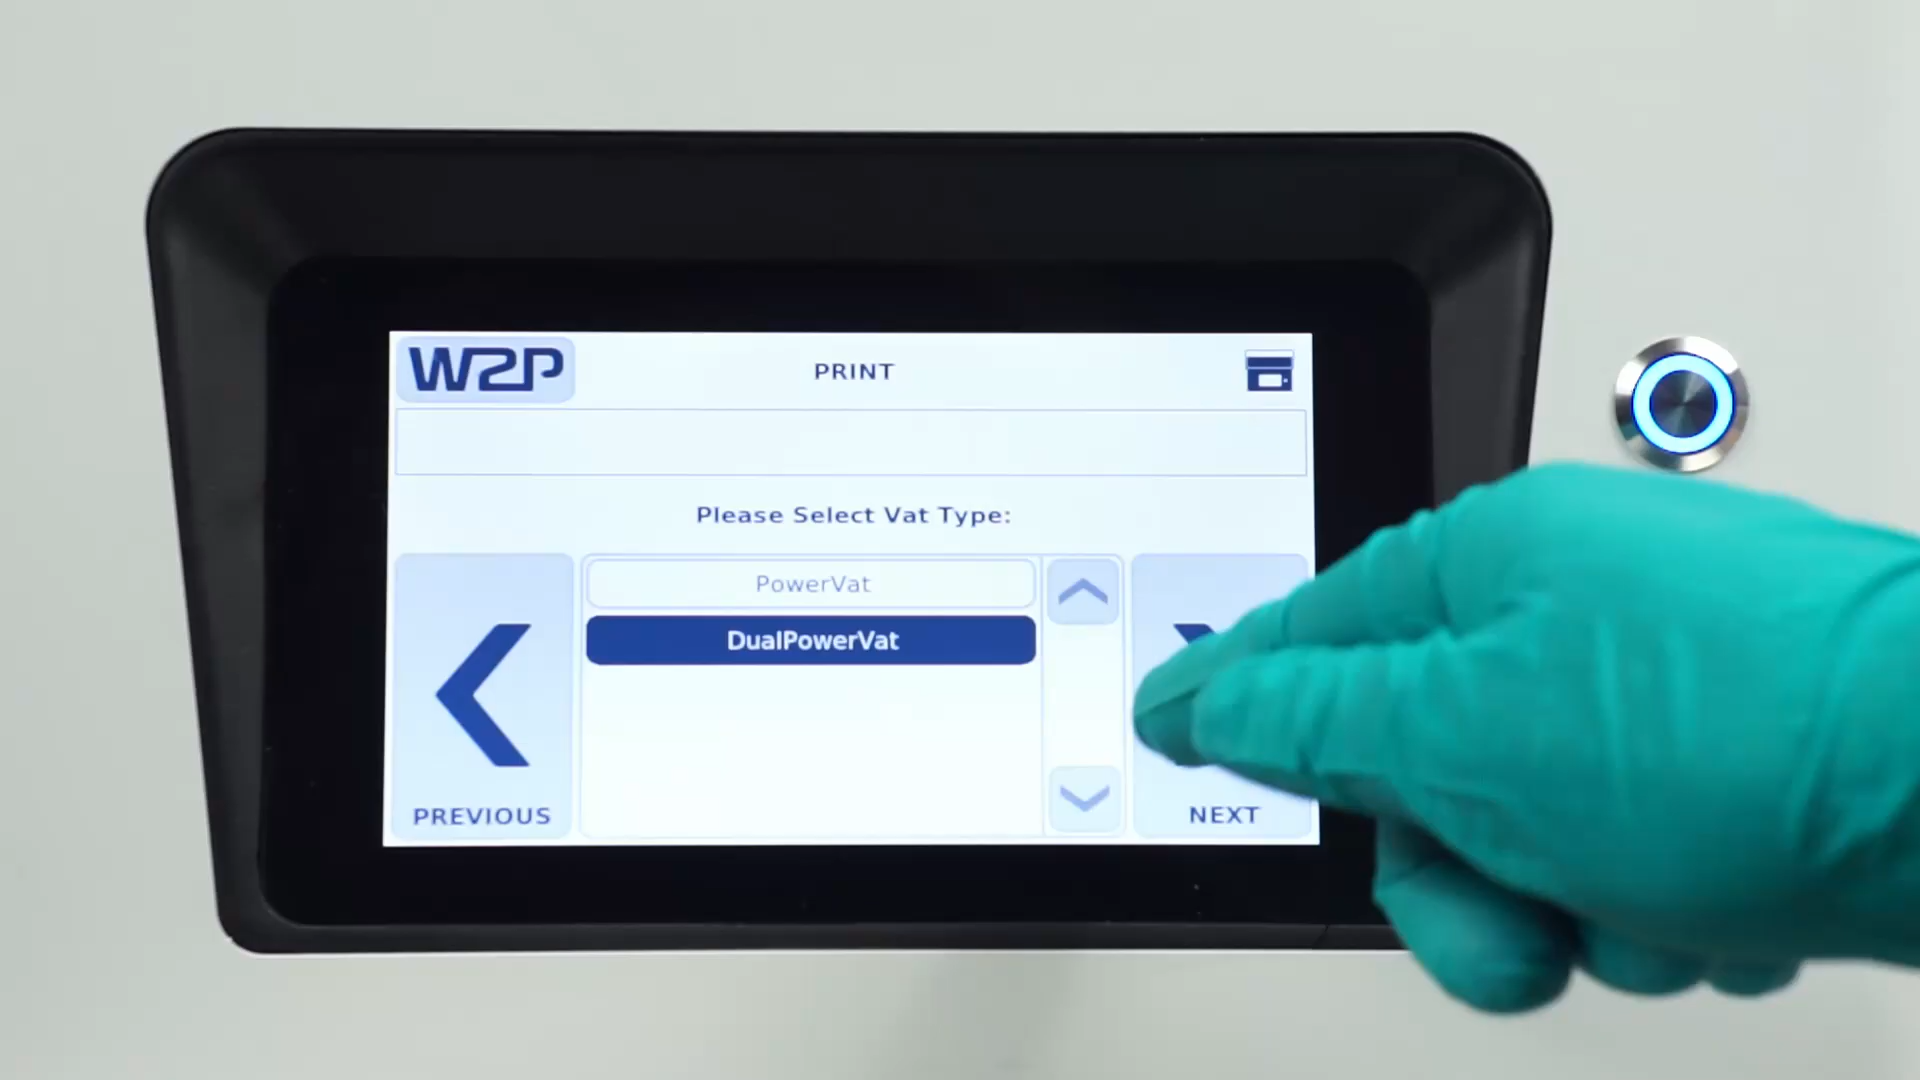 W2P
PRINT
Please Select Vat Type:
PowerVat
DualPowerVat
PREVIOUS
NEXT